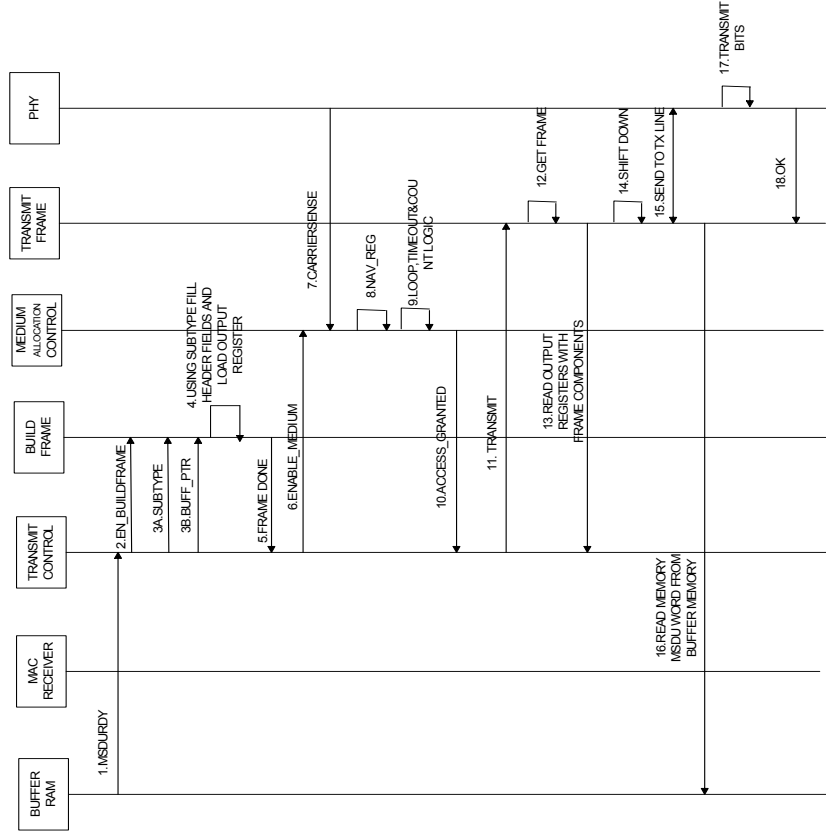 BUFFER
RAM
MAC
RECEIVER
TRANSMIT
CONTROL
BUILD
FRAME
MEDIUM
ALLOCATION
CONTROL
TRANSMIT
FRAME
PHY
1.MSDURDY
2.EN_BUILDFRAME
3A.SUBTYPE
3B.BUFF_PTR
4.USING SUBTYPE FILL
HEADER FIELDS AND
LOAD OUTPUT
REGISTER
5.FRAME DONE
6.ENABLE_MEDIUM
7.CARRIERSENSE
8.NAV_REG
9.LOOP,TIMEOUT&COU
NT LOGIC
10.ACCESS_GRANTED
11. TRANSMIT
12.GET FRAME
13.READ OUTPUT
REGISTERS WITH
FRAME COMPONENTS
14.SHIFT DOWN
15.SEND TO TX LINE
16.READ MEMORY
MSDU WORD FROM
BUFFER MEMORY
17.TRANSMIT
BITS
18.OK